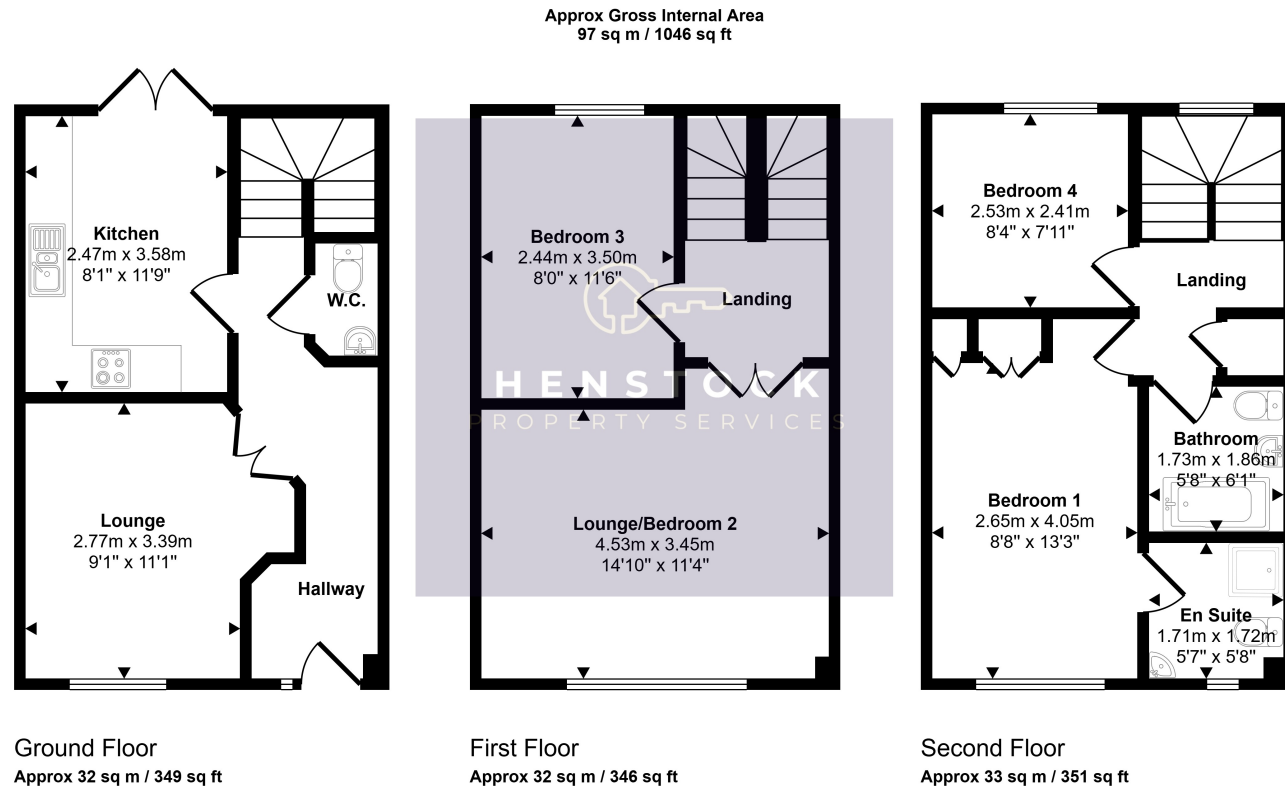 Approx Gross Internal Area
97 sq m / 1046 sq ft
Kitchen
2.47m x 3.58m
8'1" x 11'9"
W.C.
Lounge
2.77m x 3.39m
9'1" x 11'1"
Hallway
Ground Floor
Approx 32 sq m / 349 sq ft
Bedroom 3
2.44m x 3.50m
8'0" x 11'6"
Landing
HENSTOCK
PROPERTY SERVICES
Lounge/Bedroom 2
4.53m x 3.45m
14'10" x 11'4"
First Floor
Approx 32 sq m / 346 sq ft
Bedroom 4
2.53m x 2.41m
8'4" x 7'11"
Landing
Bathroom
1.73m x 1.86m
5'8" x 6'1"
Bedroom 1
2.65m x 4.05m
8'8" x 13'3"
En Suite
1.71m x 1.72m
5'7" x 5'8"
Second Floor
Approx 33 sq m / 351 sq ft